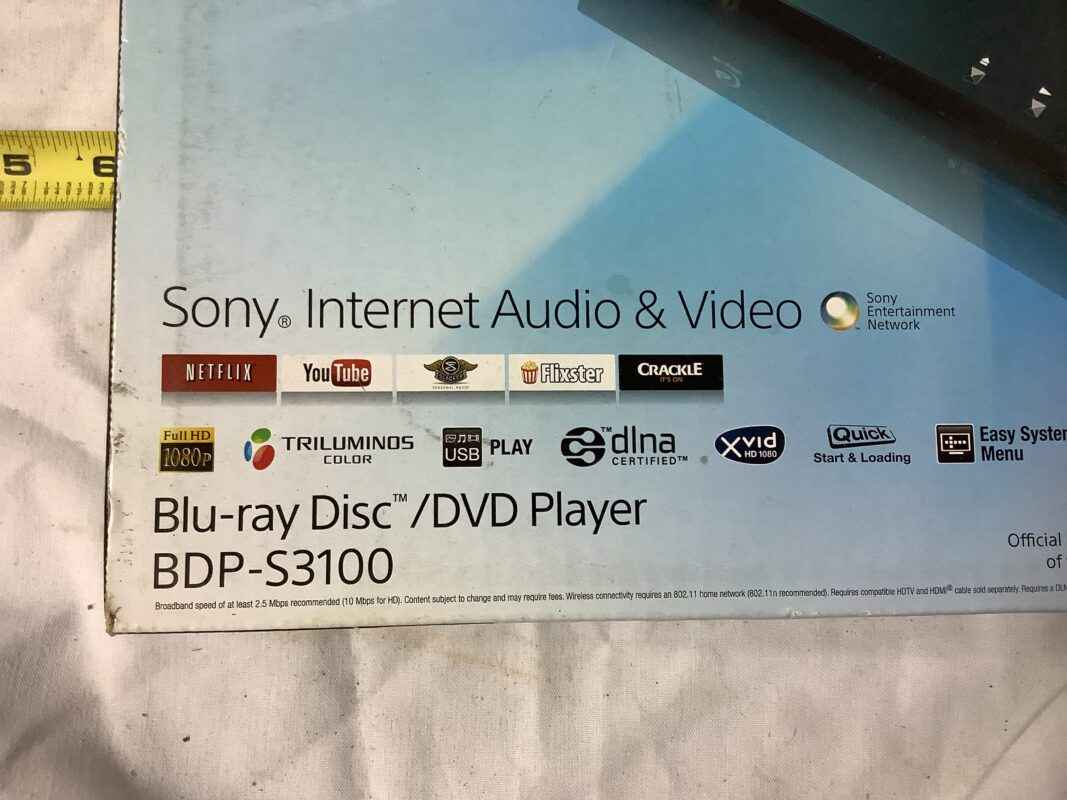 5 6
Sony® Internet Audio & Video
Sony
Entertainment
Network
NETFLIX YouTube Flixster CRACKLE
IT'S ON
Full HD
1080p
TRILUMINOS
COLOR
USB PLAY
dlna™
CERTIFIED™
Xvid
HD 1080
Quick
Start & Loading
Easy System
Menu
Blu-ray Disc™/DVD Player
BDP-S3100
Official
of
Broadband speed of at least 2.5 Mbps recommended (10 Mbps for HD). Content subject to change and may require fees. Wireless connectivity requires an 802.11 home network (802.11n recommended). Requires compatible HDTV and HDMI® cable sold separately. Requires a DLN